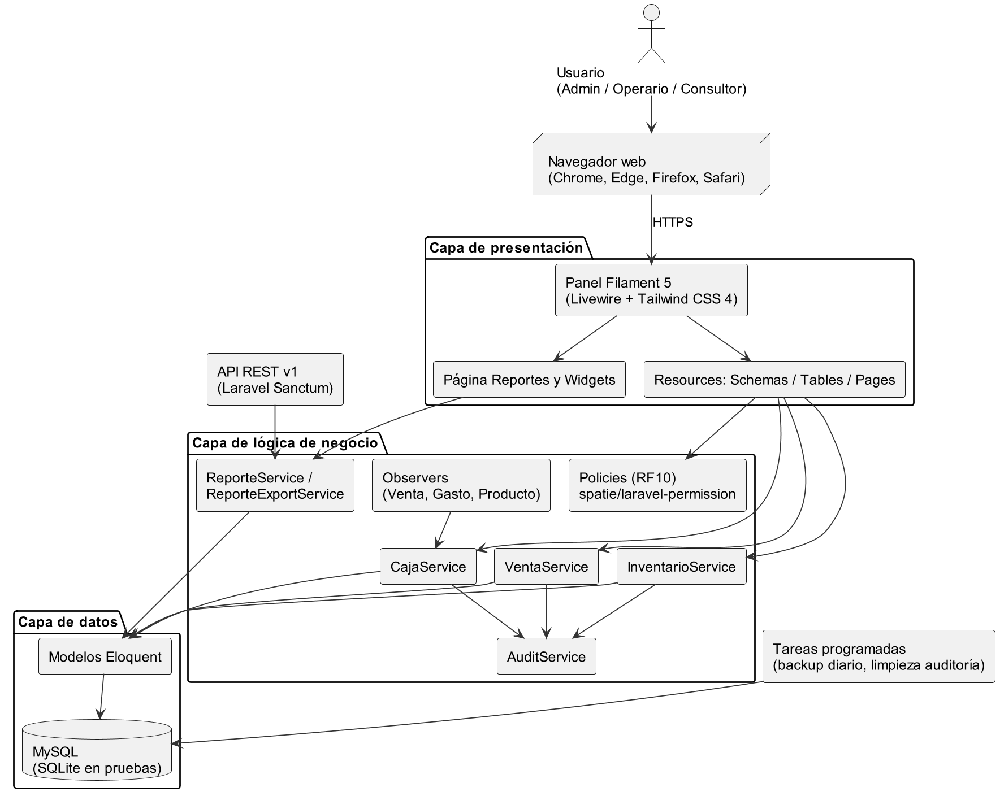 Usuario
(Admin / Operario / Consultor)
Navegador web
(Chrome, Edge, Firefox, Safari)
HTTPS
Capa de presentación
Panel Filament 5
(Livewire + Tailwind CSS 4)
Página Reportes y Widgets
Resources: Schemas / Tables / Pages
API REST v1
(Laravel Sanctum)
Capa de lógica de negocio
ReporteService /
ReporteExportService
Observers
(Venta, Gasto, Producto)
Policies (RF10)
spatie/laravel-permission
CajaService
VentaService
InventarioService
AuditService
Capa de datos
Modelos Eloquent
MySQL
(SQLite en pruebas)
Tareas programadas
(backup diario, limpieza auditoría)